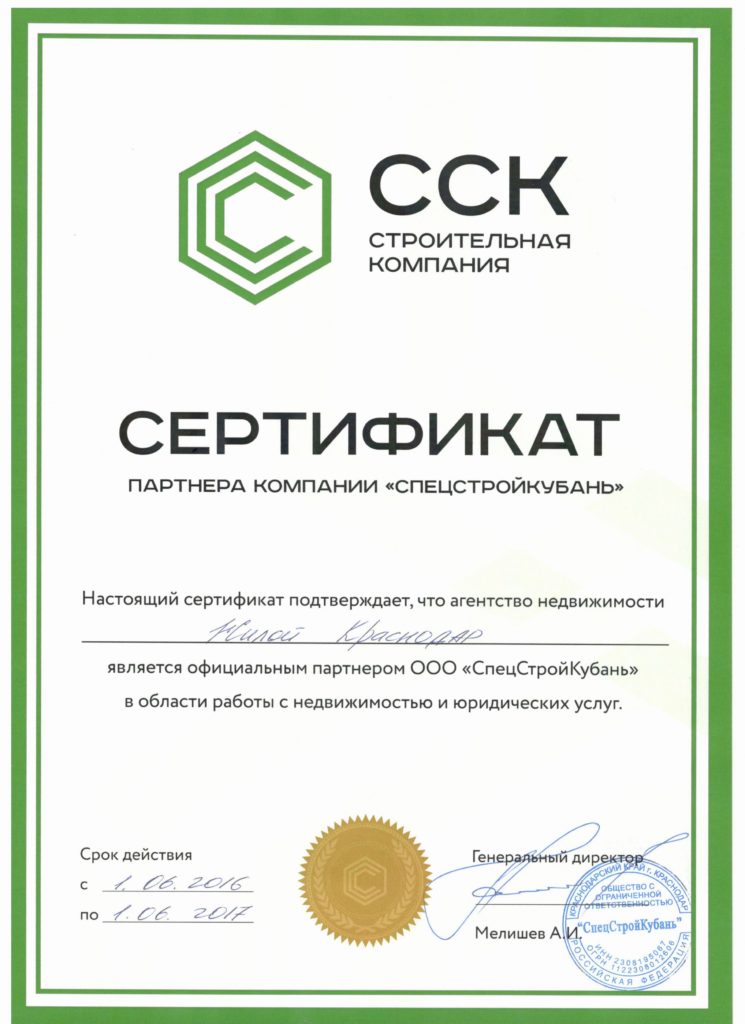 ССК
СТРОИТЕЛЬНАЯ
КОМПАНИЯ
СЕРТИФИКАТ
ПАРТНЕРА КОМПАНИИ «СПЕЦСТРОЙКУБАНЬ»
Настоящий сертификат подтверждает, что агентство недвижимости
Жилой Краснодар
является официальным партнером ООО «СпецСтройКубань»
в области работы с недвижимостью и юридических услуг.
Срок действия
с 1. 06. 2016
по 1. 06. 2017
Генеральный директор
Мелишев А.И.
КРАСНОДАРСКИЙ КРАЙ г. КРАСНОДАР
ОБЩЕСТВО С
ОГРАНИЧЕННОЙ
ОТВЕТСТВЕННОСТЬЮ
"СпецСтройКубань"
ИНН 2308195067
ОГРН 1122308012606
РОССИЙСКАЯ ФЕДЕРАЦИЯ